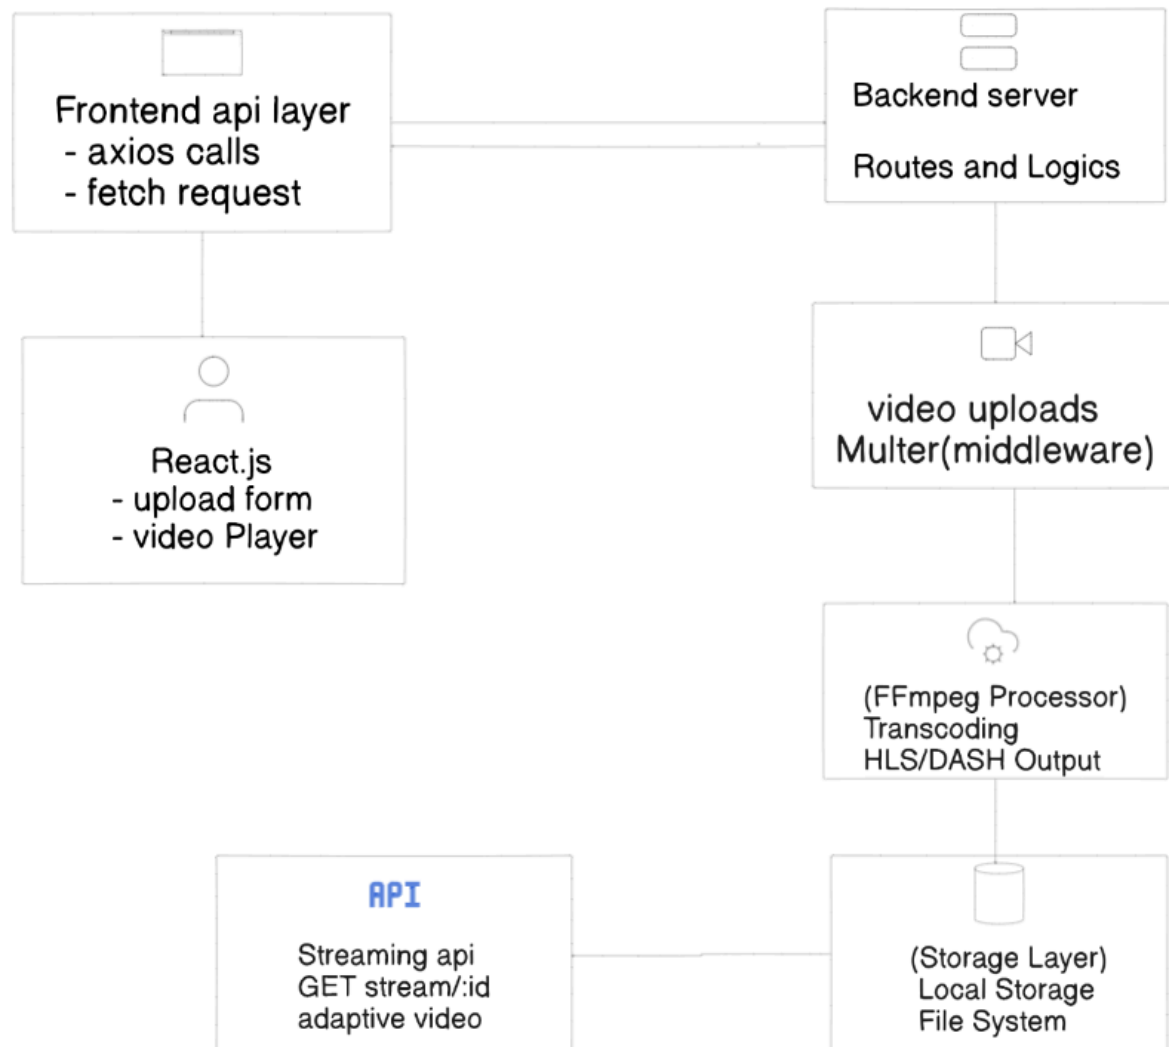 Frontend api layer
- axios calls
- fetch request
Backend server
Routes and Logics
React.js
- upload form
- video Player
video uploads
Multer(middleware)
(FFmpeg Processor)
Transcoding
HLS/DASH Output
API
Streaming api
GET stream/:id
adaptive video
(Storage Layer)
Local Storage
File System